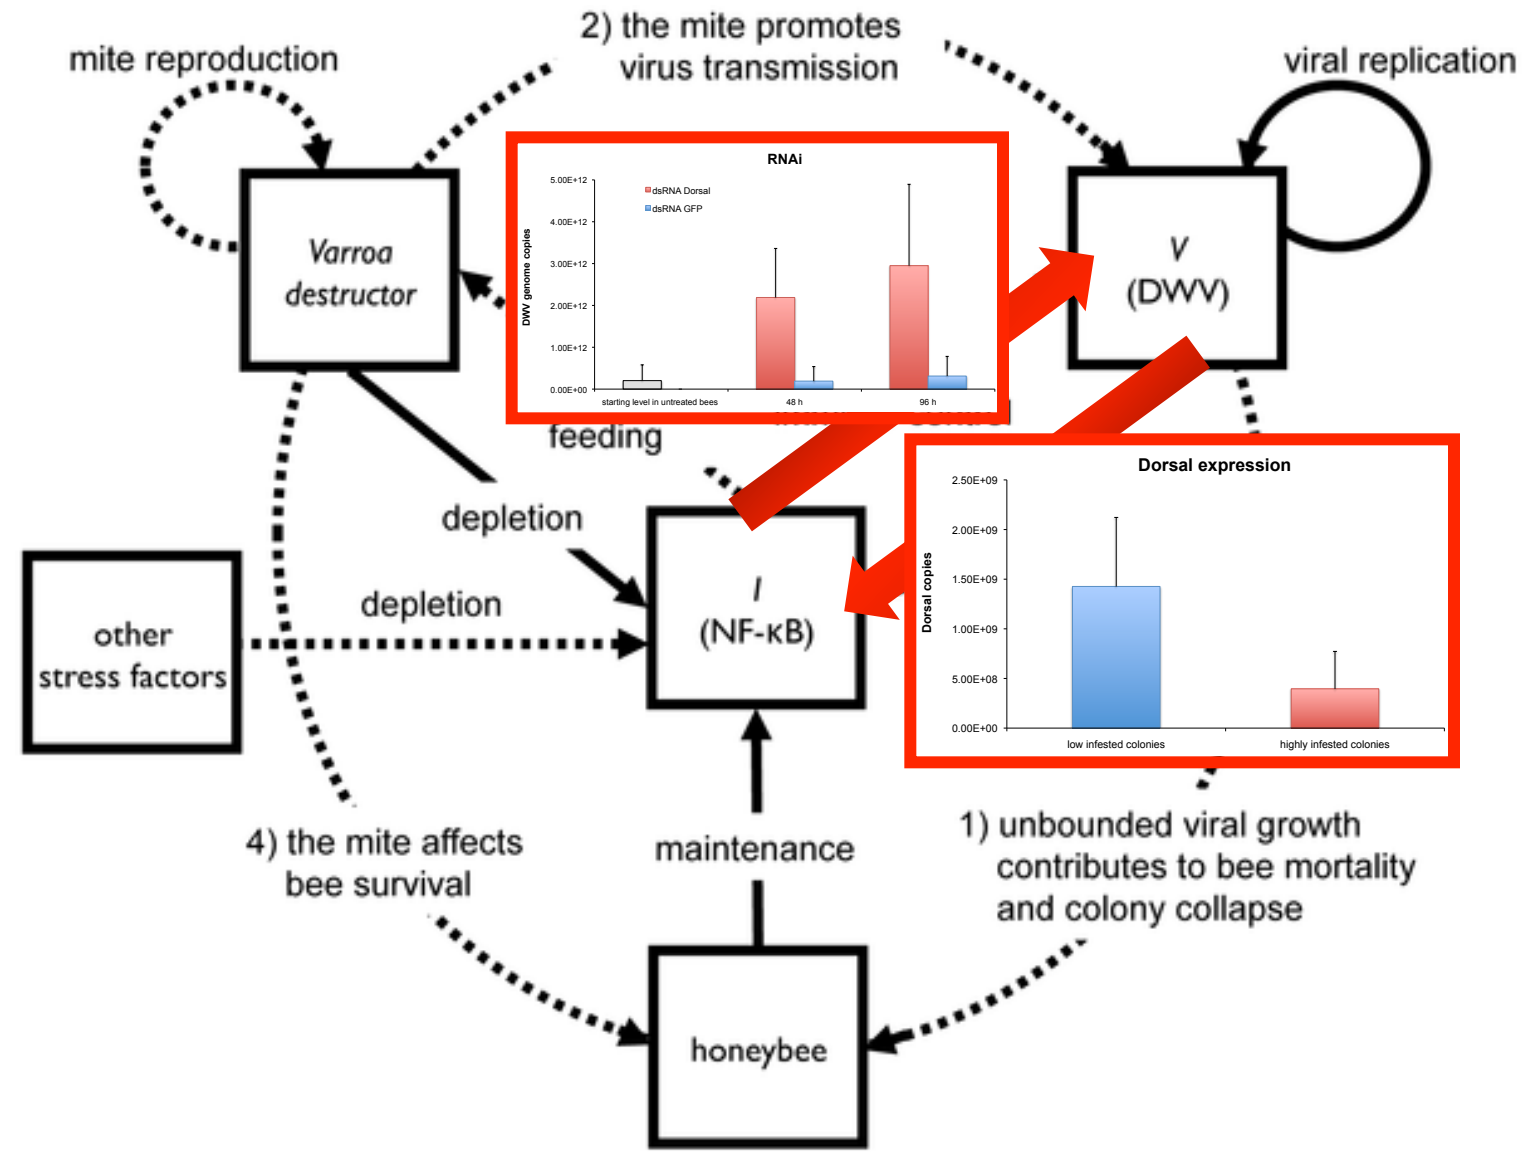 2) the mite promotes
virus transmission
mite reproduction
viral replication
Varroa
destructor
V
(DWV)
RNAi
5.00E+12
4.00E+12
3.00E+12
2.00E+12
1.00E+12
0.00E+00
DWV genome copies
dsRNA Dorsal
dsRNA GFP
starting level in untreated bees
48 h
96 h
feeding
depletion
depletion
other
stress factors
I
(NF-κB)
Dorsal expression
2.50E+09
2.00E+09
1.50E+09
1.00E+09
5.00E+08
0.00E+00
Dorsal copies
low infested colonies
highly infested colonies
4) the mite affects
bee survival
maintenance
1) unbounded viral growth
contributes to bee mortality
and colony collapse
honeybee